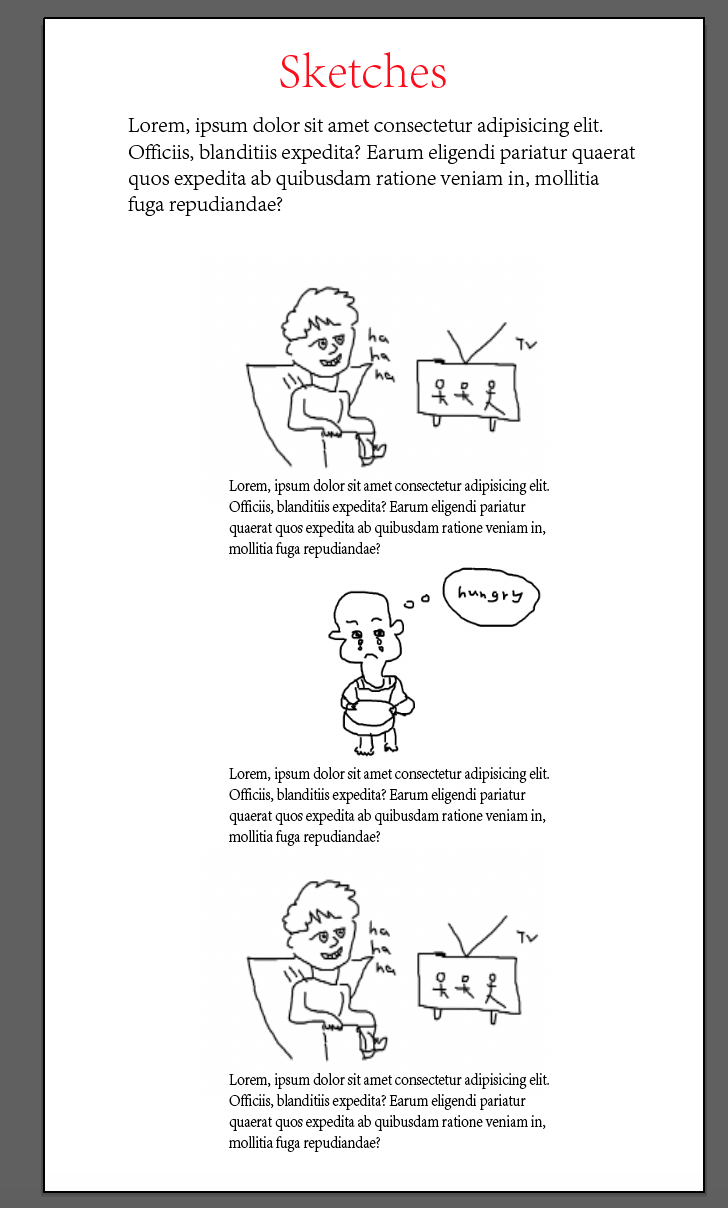 Sketches
Lorem, ipsum dolor sit amet consectetur adipisicing elit.
Officiis, blanditiis expedita? Earum eligendi pariatur quaerat
quos expedita ab quibusdam ratione veniam in, mollitia
fuga repudiandae?
ha
ha
ha
TV
Lorem, ipsum dolor sit amet consectetur adipisicing elit.
Officiis, blanditiis expedita? Earum eligendi pariatur
quaerat quos expedita ab quibusdam ratione veniam in,
mollitia fuga repudiandae?
hungry
Lorem, ipsum dolor sit amet consectetur adipisicing elit.
Officiis, blanditiis expedita? Earum eligendi pariatur
quaerat quos expedita ab quibusdam ratione veniam in,
mollitia fuga repudiandae?
ha
ha
ha
TV
Lorem, ipsum dolor sit amet consectetur adipisicing elit.
Officiis, blanditiis expedita? Earum eligendi pariatur
quaerat quos expedita ab quibusdam ratione veniam in,
mollitia fuga repudiandae?